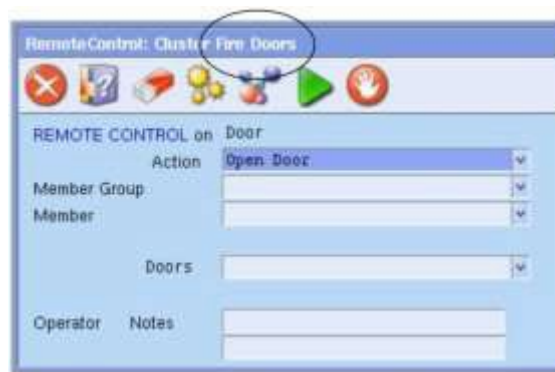 RemoteControl: Cluster Fire Doors
REMOTE CONTROL on Door
Action Open Door
Member Group
Member
Doors
Operator Notes